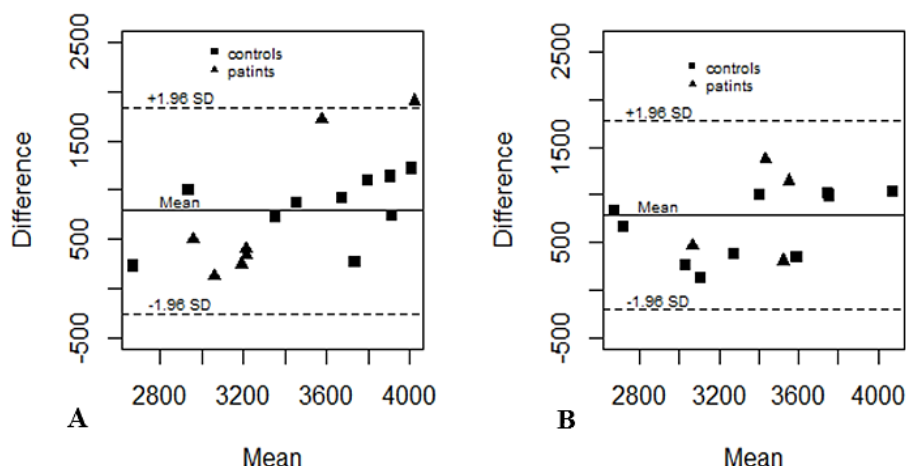 2500
1500
500
-500
Difference
controls
patints
+1.96 SD
Mean
-1.96 SD
2800 3200 3600 4000
A
Mean
2500
1500
500
-500
Difference
controls
patints
+1.96 SD
Mean
-1.96 SD
2800 3200 3600 4000
B
Mean